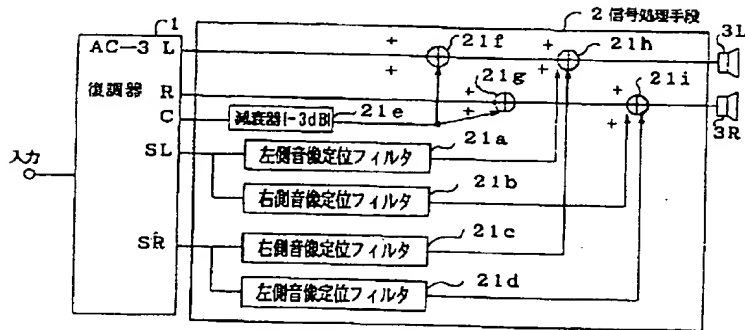 1
2 信号処理手段
3L
AC－3 L
+
21f
+
21h
+
+
21g
21i
復調器
R
+
+
3R
C
減衰器(-3dB)
21e
+
+
入力
SL
左側音像定位フィルタ
21a
右側音像定位フィルタ
21b
SR
右側音像定位フィルタ
21c
左側音像定位フィルタ
21d